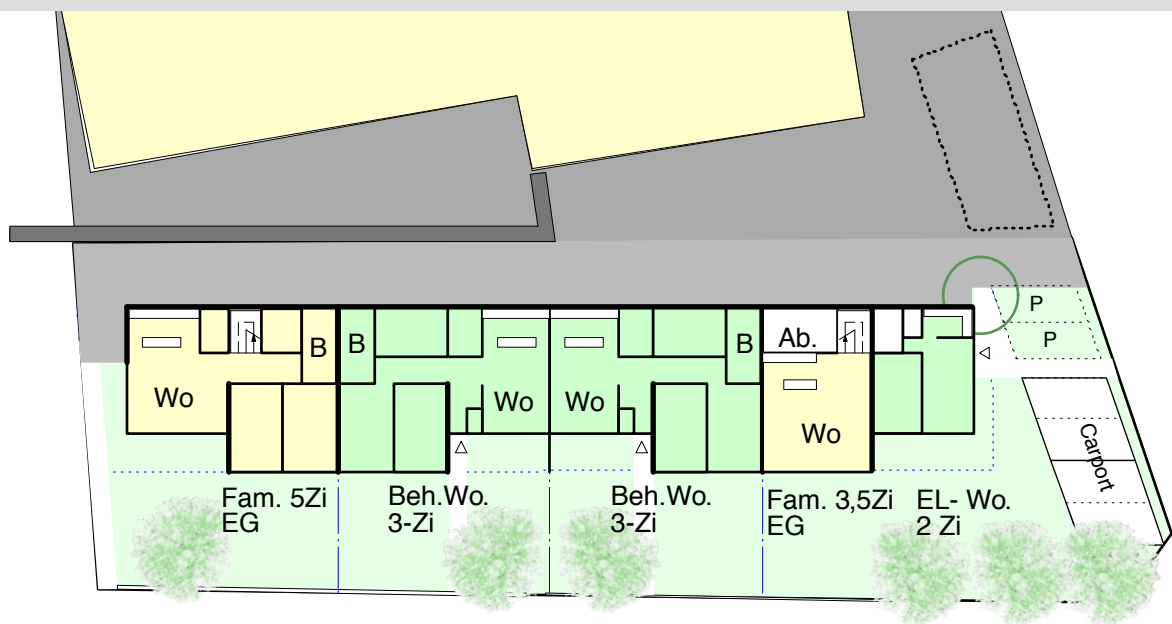 P
P
B
B
B
Ab.
Wo
Wo
Wo
Wo
Carport
Fam. 5Zi
EG
Beh.Wo.
3-Zi
Beh.Wo.
3-Zi
Fam. 3,5Zi
EG
EL- Wo.
2 Zi